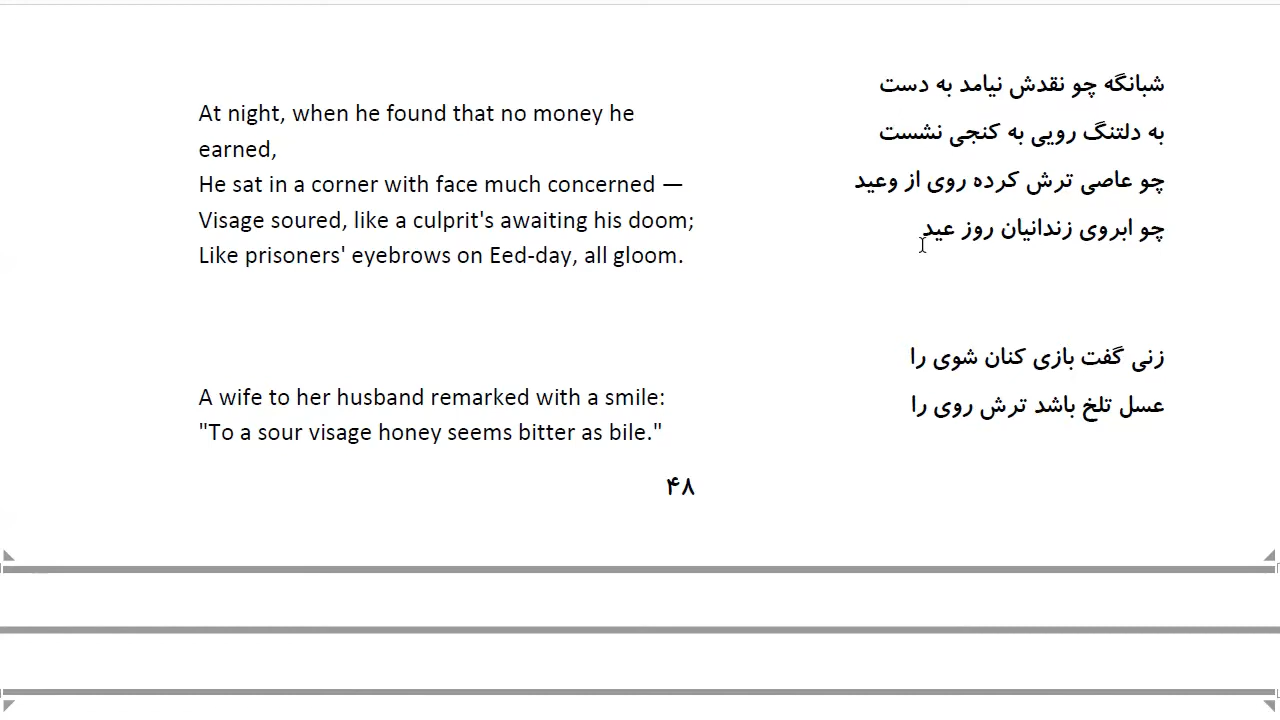 At night, when he found that no money he
earned,
He sat in a corner with face much concerned —
Visage soured, like a culprit's awaiting his doom;
Like prisoners' eyebrows on Eed-day, all gloom.
شبانگه چو نقدش نیامد به دست
به دلتنگ رویی به کنجی نشست
چو عاصی ترش کرده روی از وعید
چو ابروی زندانیان روز عید
A wife to her husband remarked with a smile:
"To a sour visage honey seems bitter as bile."
زنی گفت بازی کنان شوی را
عسل تلخ باشد ترش روی را
۴۸